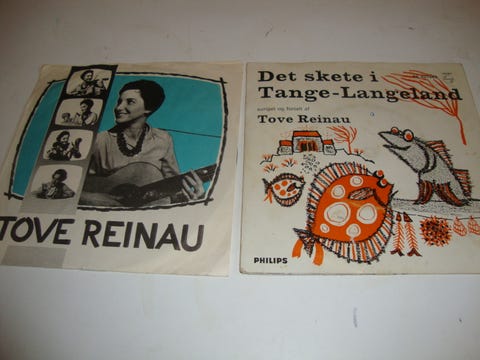 TOVE REINAU
Det skete i
Tange-Langeland
sunget og fortalt af
Tove Reinau
PHILIPS